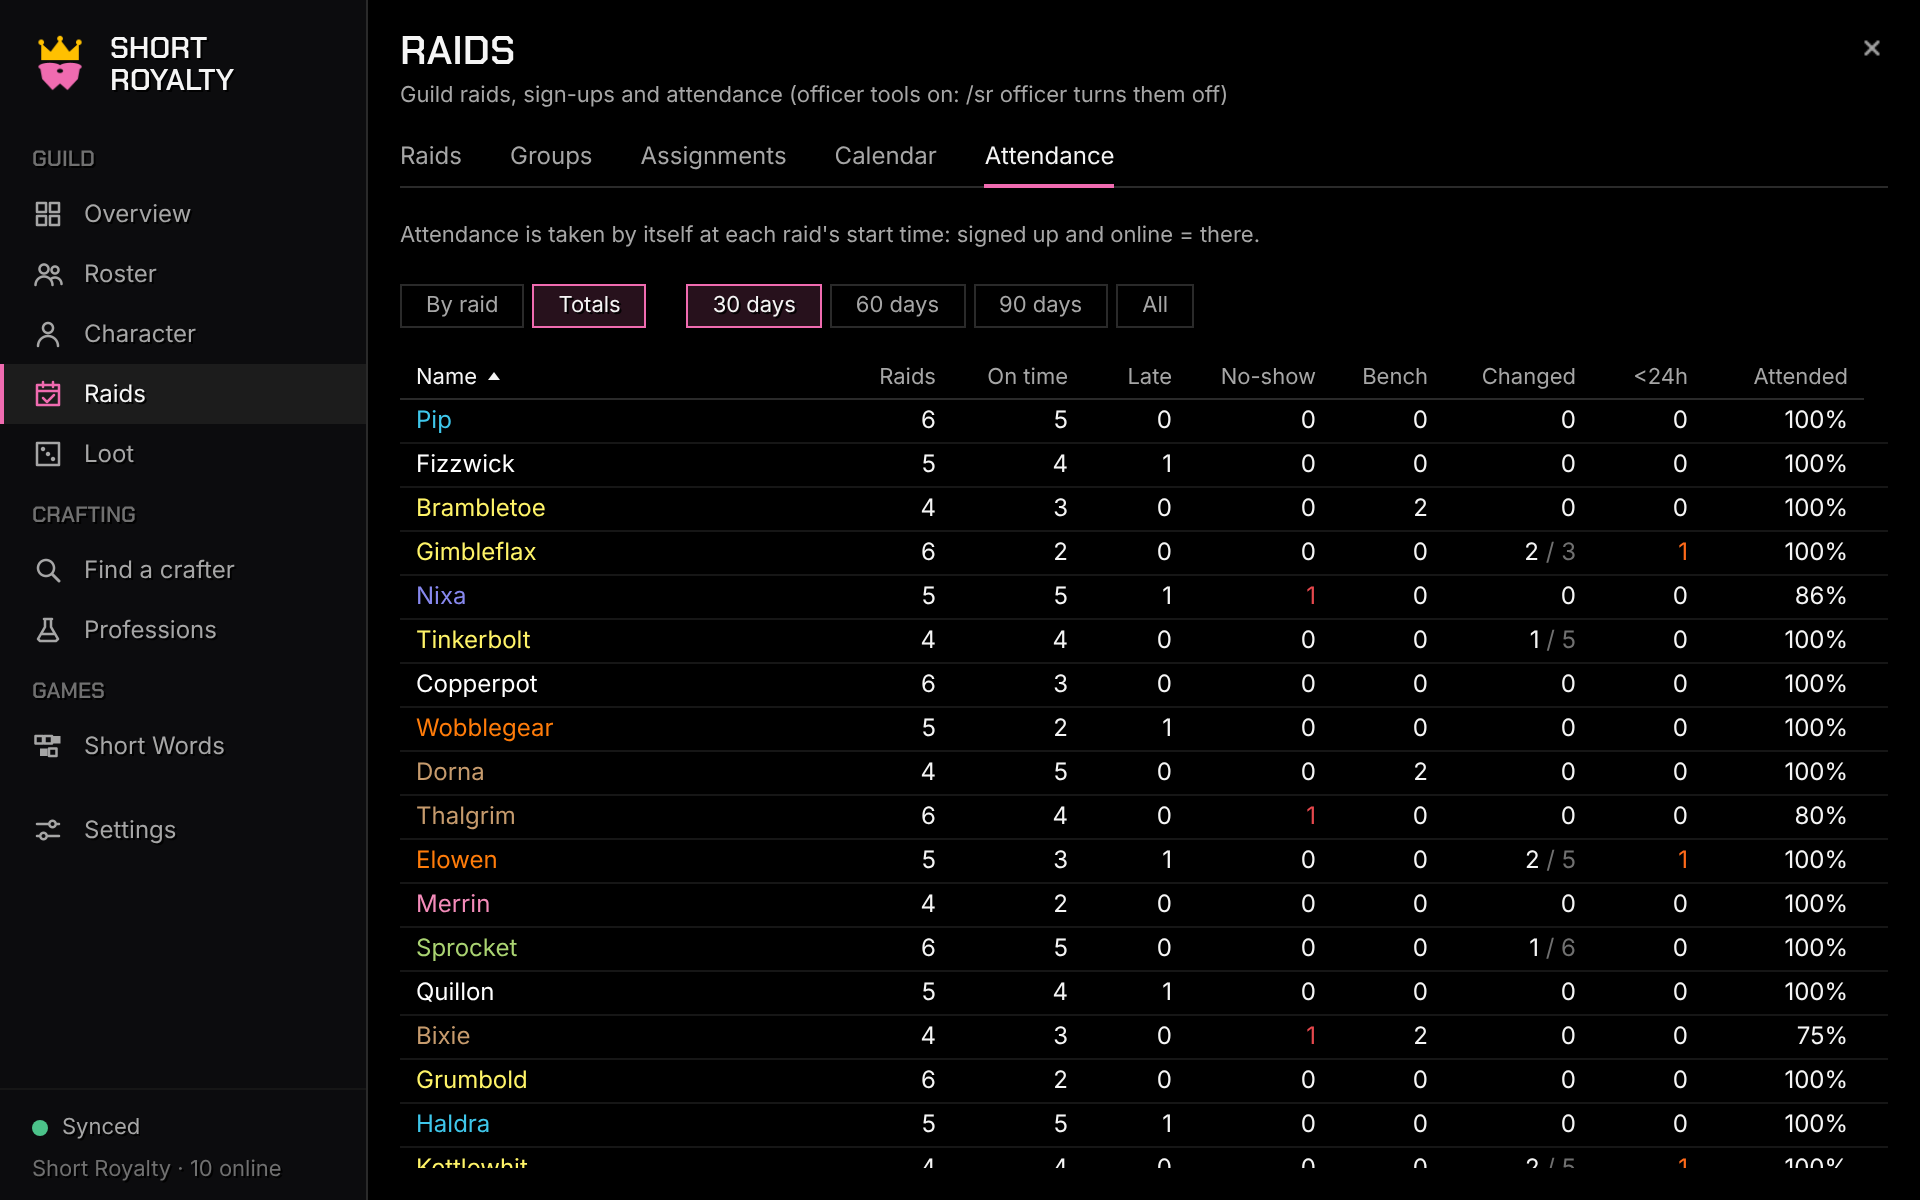 SHORT
ROYALTY
GUILD
Overview
Roster
Character
Raids
Loot
CRAFTING
Find a crafter
Professions
GAMES
Short Words
Settings
Synced
Short Royalty · 10 online
RAIDS
Guild raids, sign-ups and attendance (officer tools on: /sr officer turns them off)
Raids Groups Assignments Calendar Attendance
Attendance is taken by itself at each raid's start time: signed up and online = there.
By raid Totals 30 days 60 days 90 days All
Name Raids On time Late No-show Bench Changed <24h Attended
Pip 6 5 0 0 0 0 0 100%
Fizzwick 5 4 1 0 0 0 0 100%
Brambletoe 4 3 0 0 2 0 0 100%
Gimbleflax 6 2 0 0 0 2 / 3 1 100%
Nixa 5 5 1 1 0 0 0 86%
Tinkerbolt 4 4 0 0 0 1 / 5 0 100%
Copperpot 6 3 0 0 0 0 0 100%
Wobblegear 5 2 1 0 0 0 0 100%
Dorna 4 5 0 0 2 0 0 100%
Thalgrim 6 4 0 1 0 0 0 80%
Elowen 5 3 1 0 0 2 / 5 1 100%
Merrin 4 2 0 0 0 0 0 100%
Sprocket 6 5 0 0 0 1 / 6 0 100%
Quillon 5 4 1 0 0 0 0 100%
Bixie 4 3 0 1 2 0 0 75%
Grumbold 6 2 0 0 0 0 0 100%
Haldra 5 5 1 0 0 0 0 100%
Kettlewhit 4 4 0 0 0 2 / 5 1 100%